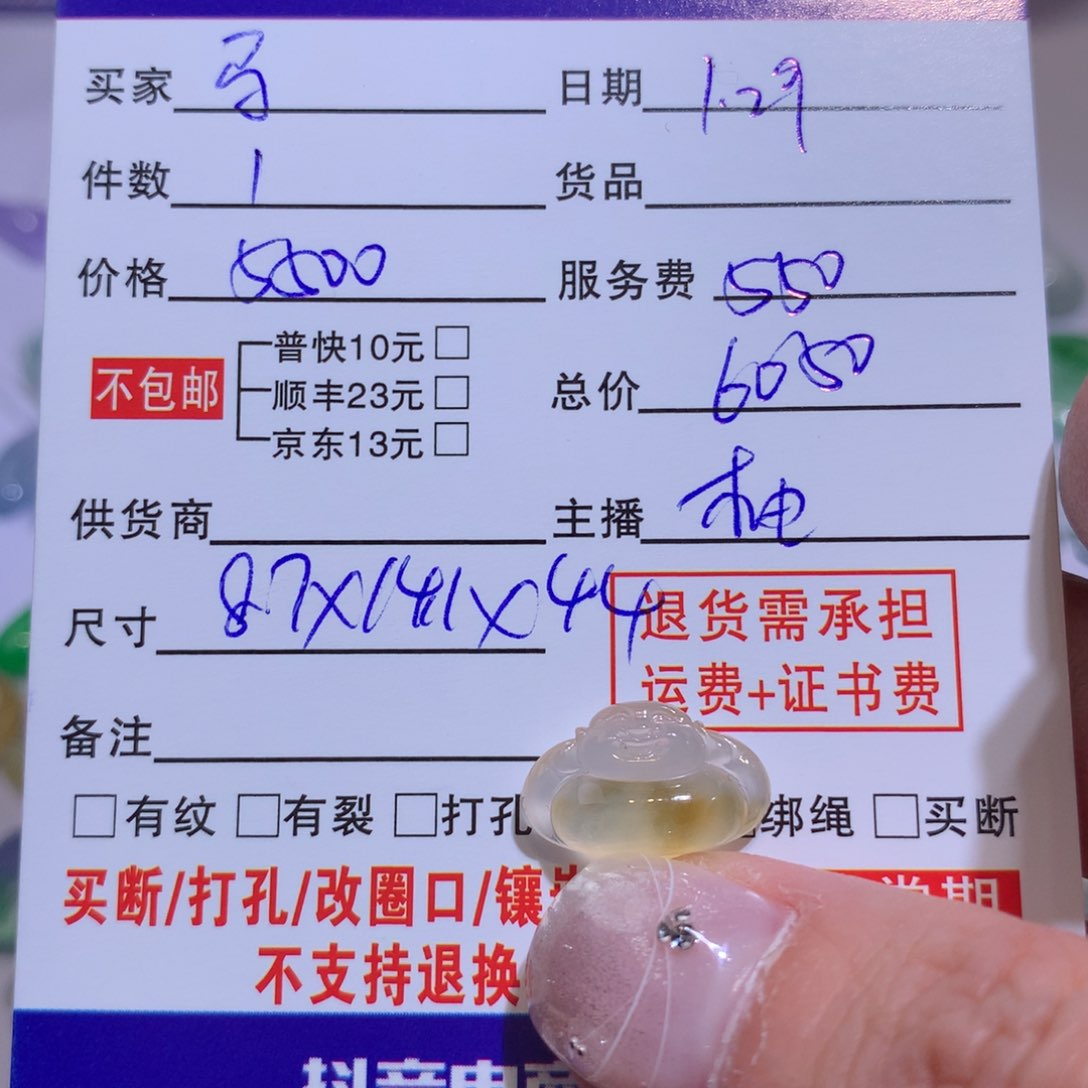 买家 马 日期 1.29
件数 1 货品
价格 5500 服务费 550
普快10元
不包邮 顺丰23元 总价 6050
京东13元
供货商 主播 柚
尺寸 8.7X14.1X4.4
退货需承担
运费+证书费
备注
有纹 有裂 打孔 绑绳 买断
买断/打孔/改圈口/镶
不支持退换
抖音电